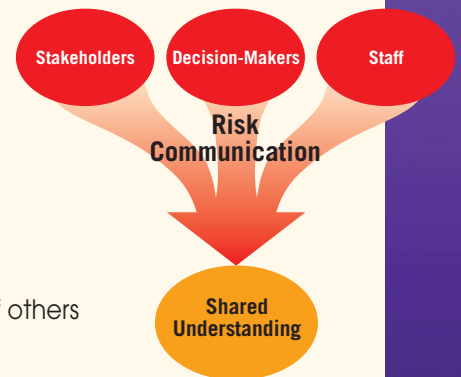 Stakeholders
Decision-Makers
Staff
Risk
Communication
others
Shared
Understanding